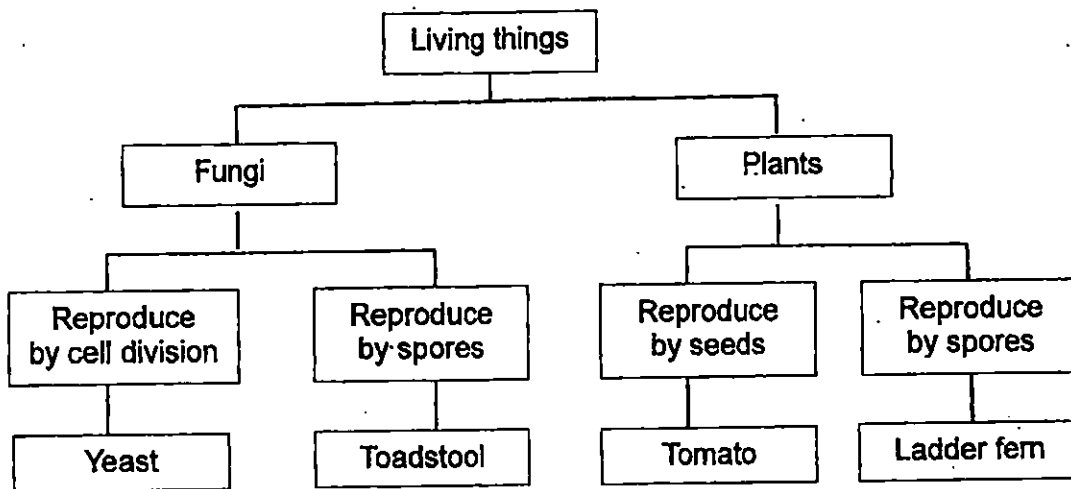 Living things
Fungi
Plants
Reproduce
by cell division
Reproduce
by spores
Reproduce
by seeds
Reproduce
by spores
Yeast
Toadstool
Tomato
Ladder fern